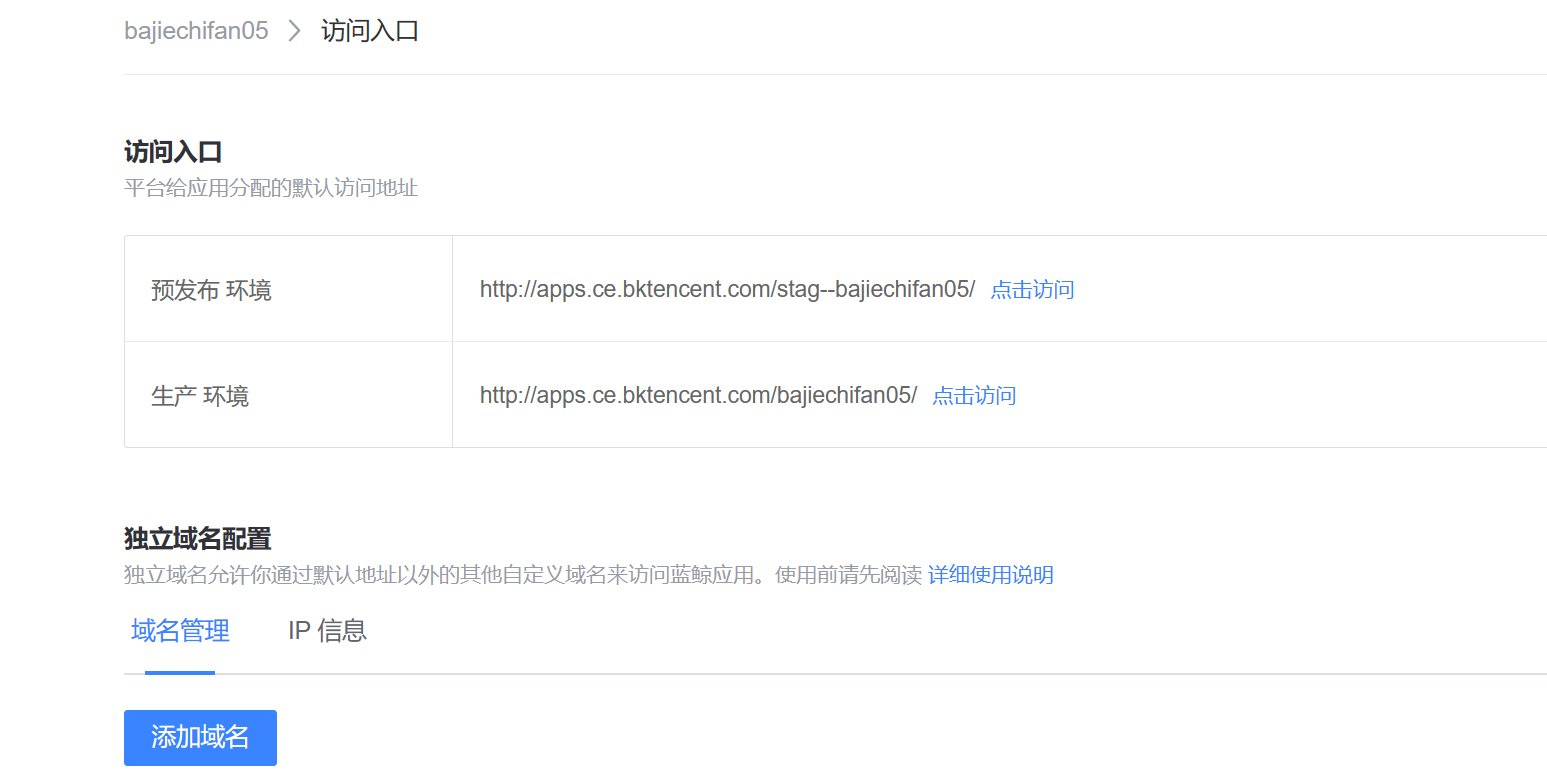 bajiechifan05 > 访问入口
访问入口
平台给应用分配的默认访问地址
预发布 环境 http://apps.ce.bktencent.com/stag--bajiechifan05/ 点击访问
生产 环境 http://apps.ce.bktencent.com/bajiechifan05/ 点击访问
独立域名配置
独立域名允许你通过默认地址以外的其他自定义域名来访问蓝鲸应用。使用前请先阅读 详细使用说明
域名管理 IP 信息
添加域名